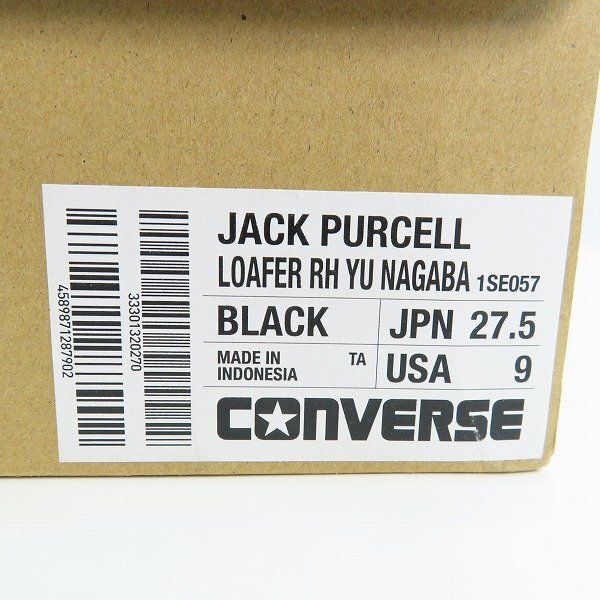 JACK PURCELL
LOAFER RH YU NAGABA 1SE057
BLACK JPN 27.5
MADE IN TA USA 9
INDONESIA
CONVERSE
4589871287902
33301320270